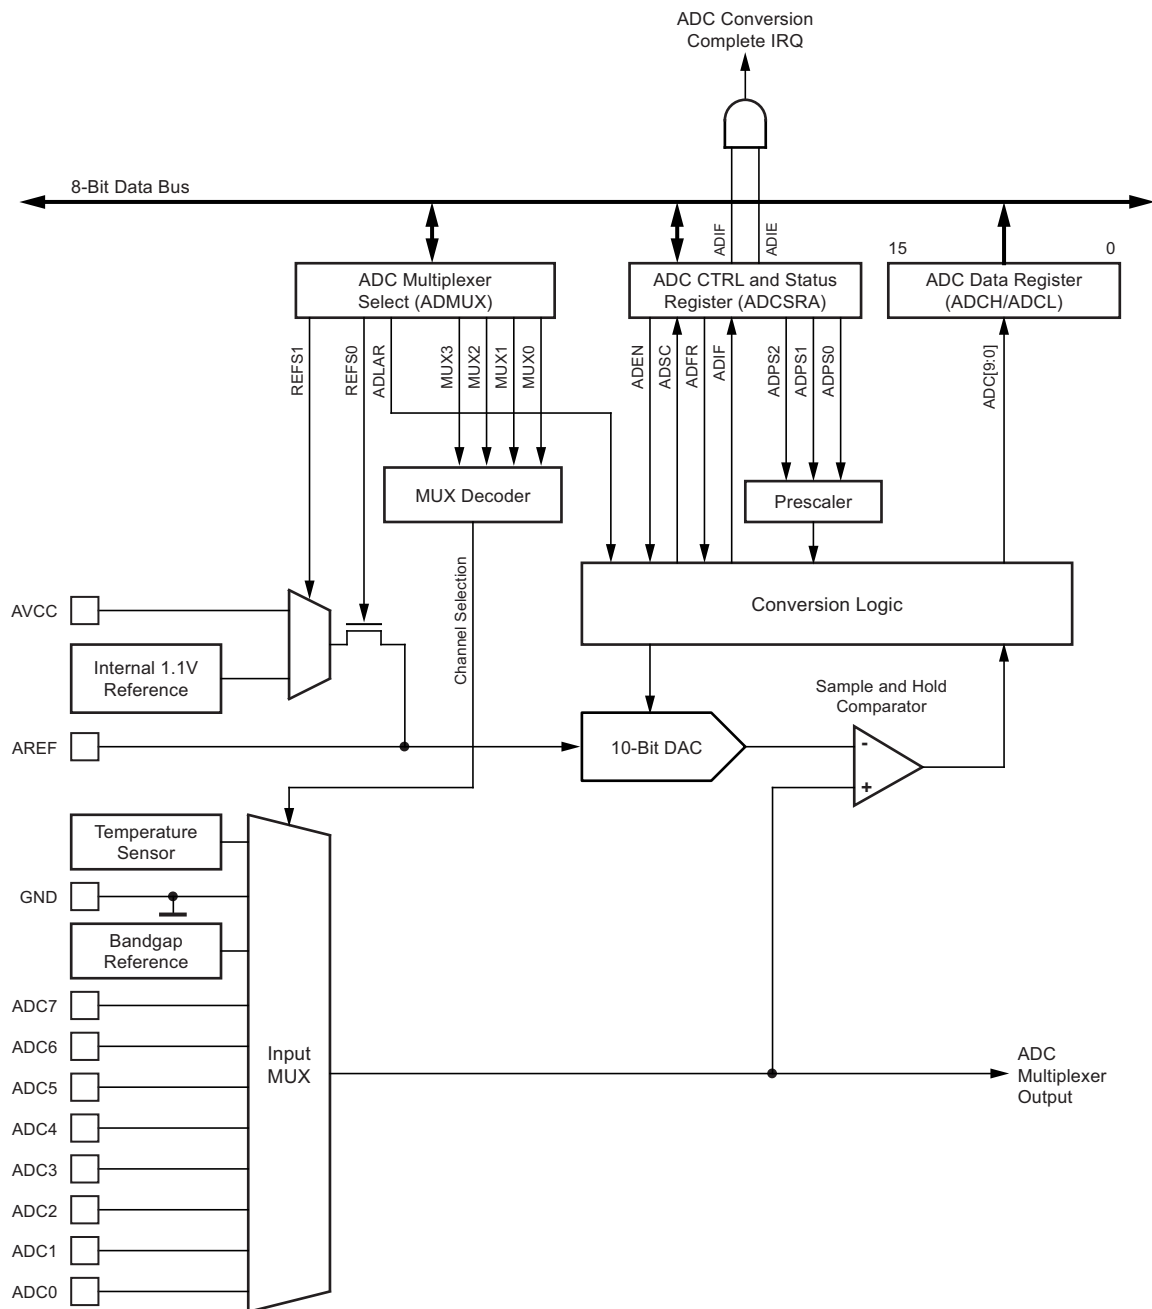 ADC Conversion
Complete IRQ
8-Bit Data Bus
ADIF
ADIE
15
0
ADC Multiplexer
Select (ADMUX)
ADC CTRL and Status
Register (ADCSRA)
ADC Data Register
(ADCH/ADCL)
REFS1
REFS0
ADLAR
MUX3
MUX2
MUX1
MUX0
ADEN
ADSC
ADFR
ADIF
ADPS2
ADPS1
ADPS0
ADC[9:0]
MUX Decoder
Prescaler
Channel Selection
Conversion Logic
AVCC
Internal 1.1V
Reference
Sample and Hold
Comparator
AREF
10-Bit DAC
-
+
Temperature
Sensor
GND
Bandgap
Reference
ADC7
ADC6
ADC5
ADC4
ADC3
ADC2
ADC1
ADC0
Input
MUX
ADC
Multiplexer
Output